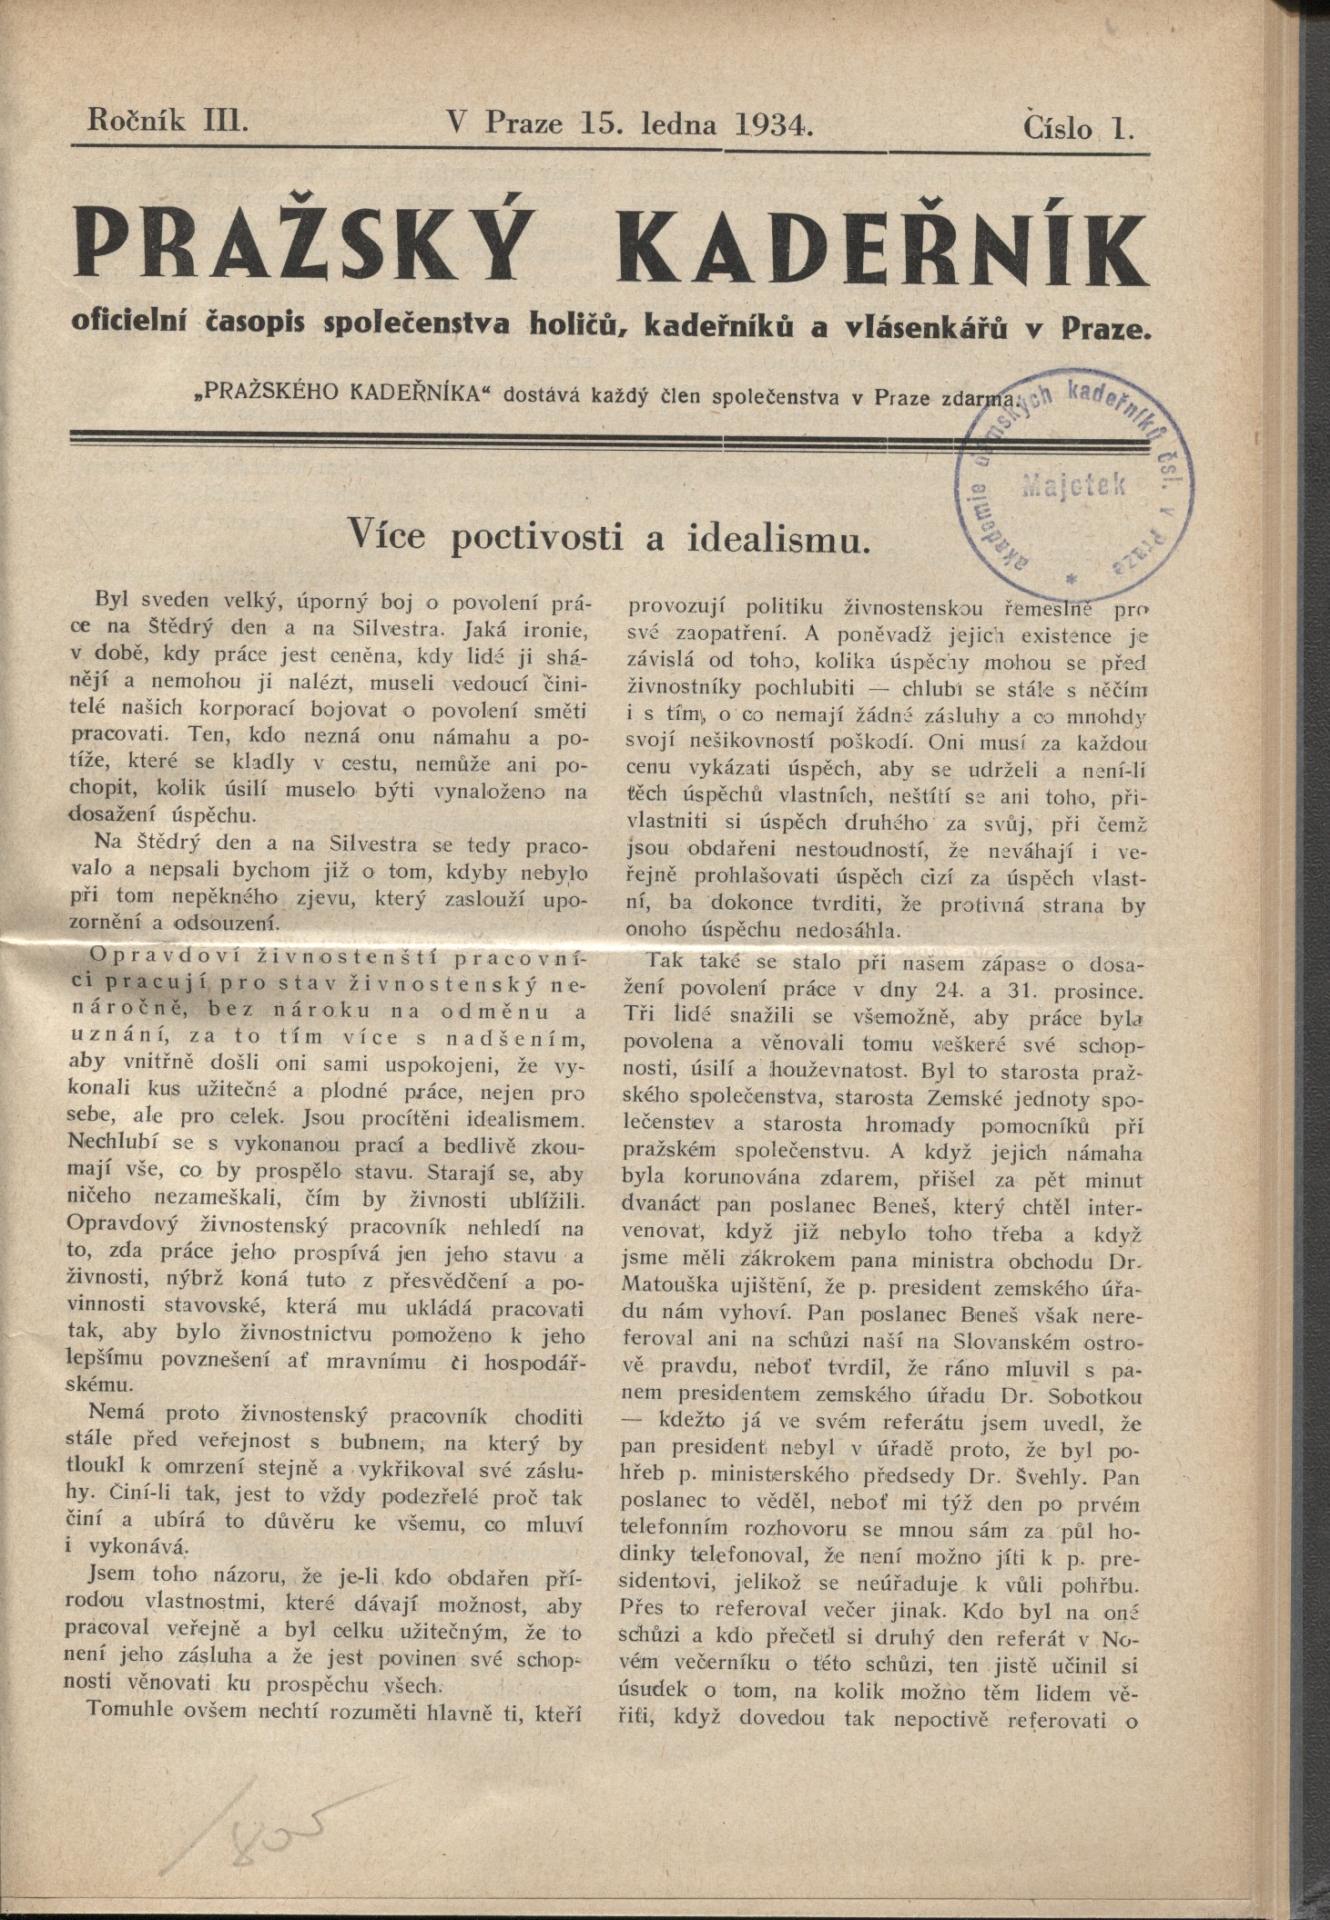 Ročník III.
V Praze 15. ledna 1934.
Číslo 1.
PRAŽSKÝ KADEŘNÍK
oficielní časopis společenstva holičů, kadeřníků a vlásenkářů v Praze.
„PRAŽSKÉHO KADEŘNÍKA“ dostává každý člen společenstva v Praze zdarma.
akademie dámských kadeřníků čsl. v Praze
Majetek
*
Více poctivosti a idealismu.
Byl sveden velký, úporný boj o povolení prá-
ce na Štědrý den a na Silvestra. Jaká ironie,
v době, kdy práce jest ceněna, kdy lidé ji shá-
nějí a nemohou ji nalézt, museli vedoucí čini-
telé našich korporací bojovat o povolení směti
pracovati. Ten, kdo nezná onu námahu a po-
tíže, které se kladly v cestu, nemůže ani po-
chopit, kolik úsilí muselo býti vynaloženo na
dosažení úspěchu.
Na Štědrý den a na Silvestra se tedy praco-
valo a nepsali bychom již o tom, kdyby nebylo
při tom nepěkného zjevu, který zaslouží upo-
zornění a odsouzení.
Opravdoví živnostenští pracovní-
ci pracují pro stav živnostenský ne-
náročně, bez nároku na odměnu a
uznání, za to tím více s nadšením,
aby vnitřně došli oni sami uspokojeni, že vy-
konali kus užitečné a plodné práce, nejen pro
sebe, ale pro celek. Jsou procítěni idealismem.
Nechlubí se s vykonanou prací a bedlivě zkou-
mají vše, co by prospělo stavu. Starají se, aby
ničeho nezameškali, čím by živnosti ublížili.
Opravdový živnostenský pracovník nehledí na
to, zda práce jeho prospívá jen jeho stavu a
živnosti, nýbrž koná tuto z přesvědčení a po-
vinnosti stavovské, která mu ukládá pracovati
tak, aby bylo živnostnictvu pomoženo k jeho
lepšímu povznešení ať mravnímu či hospodář-
skému.
Nemá proto živnostenský pracovník choditi
stále před veřejnost s bubnem, na který by
tloukl k omrzení stejně a vykřikoval své záslu-
hy. Činí-li tak, jest to vždy podezřelé proč tak
činí a ubírá to důvěru ke všemu, co mluví
i vykonává.
Jsem toho názoru, že je-li kdo obdařen pří-
rodou vlastnostmi, které dávají možnost, aby
pracoval veřejně a byl celku užitečným, že to
není jeho zásluha a že jest povinen své schop-
nosti věnovati ku prospěchu všech.
Tomuhle ovšem nechtí rozuměti hlavně ti, kteří
provozují politiku živnostenskou řemeslně pro
své zaopatření. A poněvadž jejich existence je
závislá od toho, kolika úspěchy mohou se před
živnostníky pochlubiti — chlubí se stále s něčím
i s tím, o co nemají žádné zásluhy a co mnohdy
svojí nešikovností poškodí. Oni musí za každou
cenu vykázati úspěch, aby se udrželi a není-li
těch úspěchů vlastních, neštítí se ani toho, při-
vlastniti si úspěch druhého za svůj, při čemž
jsou obdařeni nestoudností, že neváhají i ve-
řejně prohlašovati úspěch cizí za úspěch vlast-
ní, ba dokonce tvrditi, že protivná strana by
onoho úspěchu nedosáhla.
Tak také se stalo při našem zápase o dosa-
žení povolení práce v dny 24. a 31. prosince.
Tři lidé snažili se všemožně, aby práce byla
povolena a věnovali tomu veškeré své schop-
nosti, úsilí a houževnatost. Byl to starosta praž-
ského společenstva, starosta Zemské jednoty spo-
lečenstev a starosta hromady pomocníků při
pražském společenstvu. A když jejich námaha
byla korunována zdarem, přišel za pět minut
dvanáct pan poslanec Beneš, který chtěl inter-
venovat, když již nebylo toho třeba a když
jsme měli zákrokem pana ministra obchodu Dr.
Matouška ujištění, že p. president zemského úřa-
du nám vyhoví. Pan poslanec Beneš však nere-
feroval ani na schůzi naší na Slovanském ostro-
vě pravdu, neboť tvrdil, že ráno mluvil s pa-
nem presidentem zemského úřadu Dr. Sobotkou
— kdežto já ve svém referátu jsem uvedl, že
pan president nebyl v úřadě proto, že byl po-
hřeb p. ministerského předsedy Dr. Švehly. Pan
poslanec to věděl, neboť mi týž den po prvém
telefonním rozhovoru se mnou sám za půl ho-
dinky telefonoval, že není možno jíti k p. pre-
sidentovi, jelikož se neúřaduje k vůli pohřbu.
Přes to referoval večer jinak. Kdo byl na oné
schůzi a kdo přečetl si druhý den referát v No-
vém večerníku o této schůzi, ten jistě učinil si
úsudek o tom, na kolik možno těm lidem vě-
řiti, když dovedou tak nepoctivě referovati o